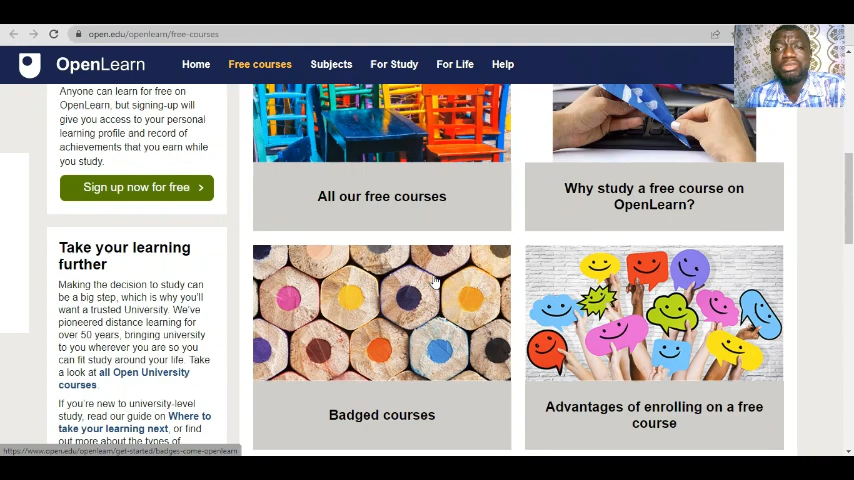 open.edu/openlearn/free-courses
OpenLearn
Home
Free courses
Subjects
For Study
For Life
Help
Anyone can learn for free on
OpenLearn, but signing-up will
give you access to your personal
learning profile and record of
achievements that you earn while
you study.
Sign up now for free
Take your learning
further
Making the decision to study can
be a big step, which is why you'll
want a trusted University. We've
pioneered distance learning for
over 50 years, bringing university
to you wherever you are so you
can fit study around your life. Take
a look at all Open University
courses.
If you're new to university-level
study, read our guide on Where to
take your learning next, or find
out more about the types of
All our free courses
Why study a free course on
OpenLearn?
Badged courses
Advantages of enrolling on a free
course
https://www.open.edu/openlearn/get-started/badges-come-openlearn